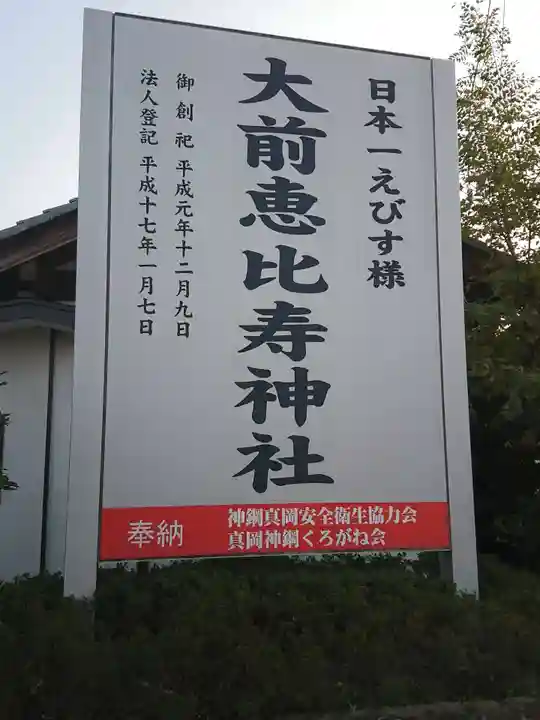 日本一えびす様
大前恵比寿神社
御創祀 平成元年十二月九日
法人登記 平成十七年一月七日
奉納
神鋼真岡安全衛生協力会
真岡神鋼くろがね会